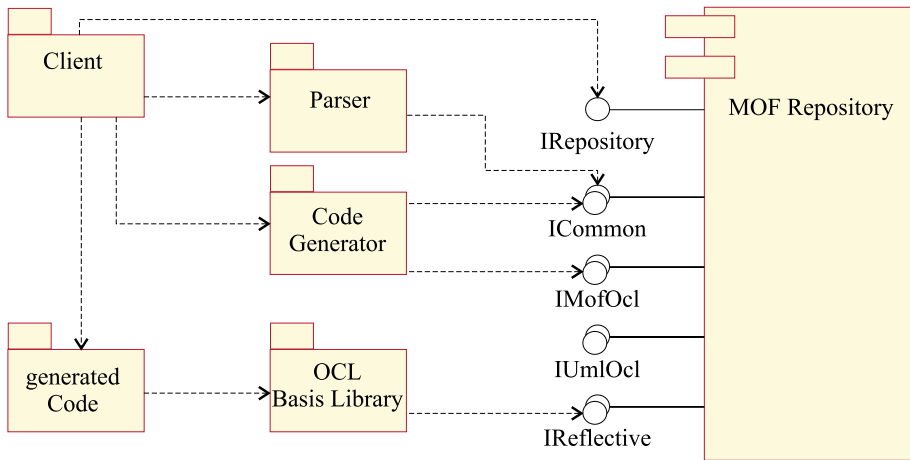 Client
Parser
MOF Repository
IRepository
Code
Generator
ICommon
IMofOcl
generated
Code
OCL
Basis Library
IUmlOcl
IReflective